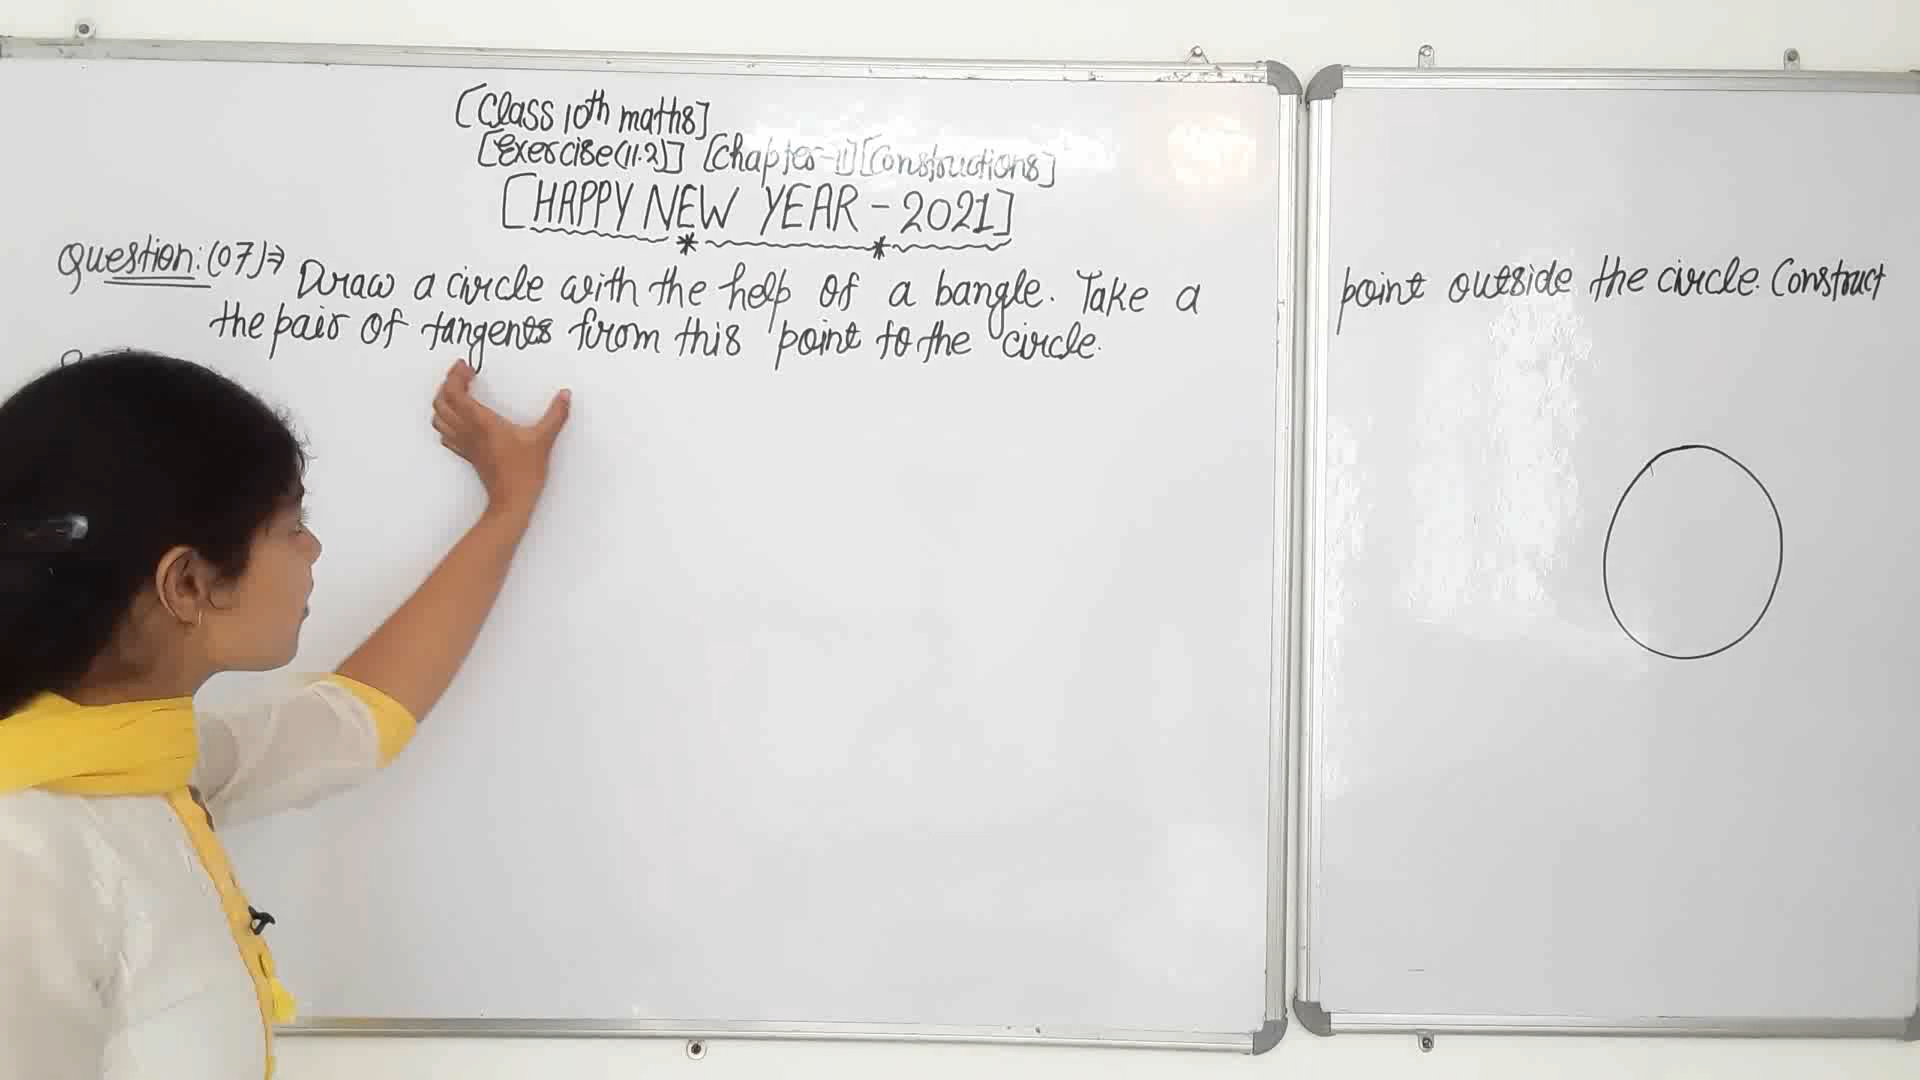 [Class 10th maths]
[Exercise(11.2)] [Chapter-11] [Constructions]
[HAPPY NEW YEAR - 2021]
Question:(07)⇒ Draw a circle with the help of a bangle. Take a point outside the circle. Construct
the pair of tangents from this point to the circle.